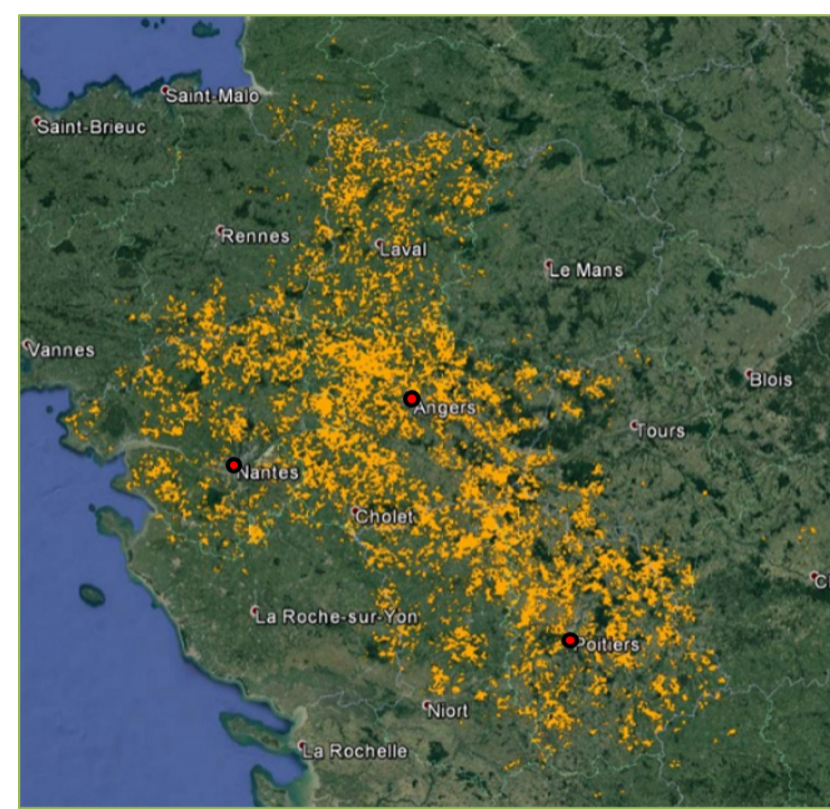 Saint-Malo
Saint-Brieuc
Rennes
Laval
Le Mans
Vannes
Blois
Angers
Tours
Nantes
Cholet
C
La Roche-sur-Yon
Poitiers
Niort
La Rochelle